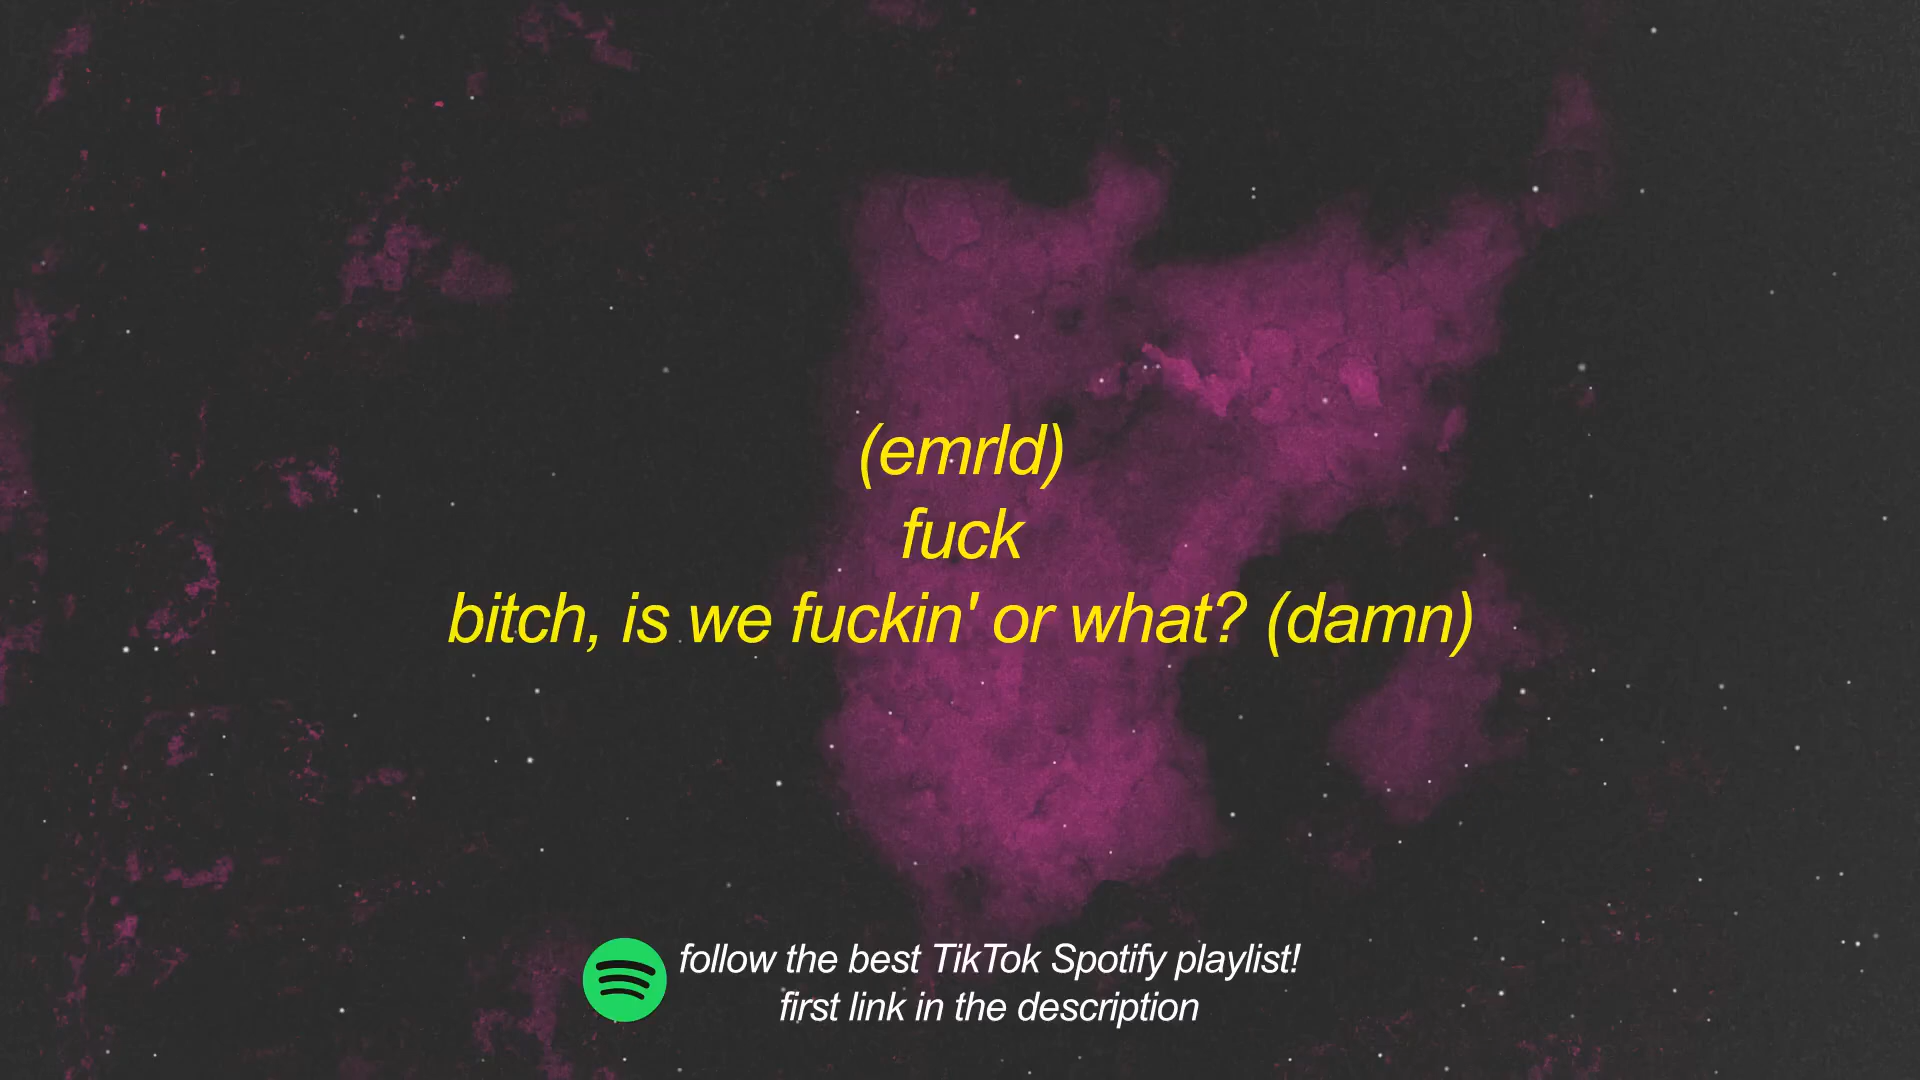 (emrld)
fuck
bitch, is we fuckin' or what? (damn)
follow the best TikTok Spotify playlist!
first link in the description